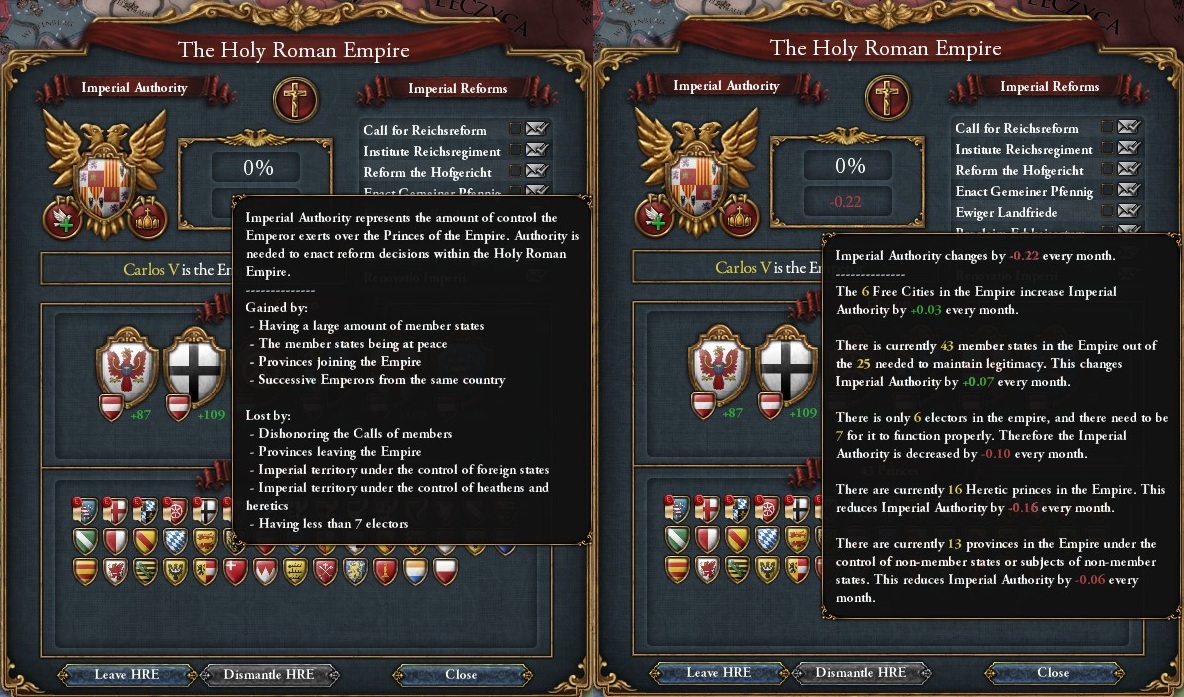 LECZYCA
The Holy Roman Empire
Imperial Authority
Imperial Reforms
0%
Call for Reichsreform
Institute Reichsregiment
Reform the Hofgericht
Enact Gemeiner Pfennig
Imperial Authority represents the amount of control the
Emperor exerts over the Princes of the Empire. Authority is
needed to enact reform decisions within the Holy Roman
Empire.
--------------
Gained by:
- Having a large amount of member states
- The member states being at peace
- Provinces joining the Empire
- Successive Emperors from the same country
Lost by:
- Dishonoring the Calls of members
- Provinces leaving the Empire
- Imperial territory under the control of foreign states
- Imperial territory under the control of heathens and
heretics
- Having less than 7 electors
Carlos V is the Em
+87
+109
Leave HRE
Dismantle HRE
Close
LECZYCA
The Holy Roman Empire
Imperial Authority
Imperial Reforms
0%
-0.22
Call for Reichsreform
Institute Reichsregiment
Reform the Hofgericht
Enact Gemeiner Pfennig
Ewiger Landfriede
Imperial Authority changes by -0.22 every month.
--------------
The 6 Free Cities in the Empire increase Imperial
Authority by +0.03 every month.
There is currently 43 member states in the Empire out of
the 25 needed to maintain legitimacy. This changes
Imperial Authority by +0.07 every month.
There is only 6 electors in the empire, and there need to be
7 for it to function properly. Therefore the Imperial
Authority is decreased by -0.10 every month.
There are currently 16 Heretic princes in the Empire. This
reduces Imperial Authority by -0.16 every month.
There are currently 13 provinces in the Empire under the
control of non-member states or subjects of non-member
states. This reduces Imperial Authority by -0.06 every
month.
Carlos V is the Em
+87
+109
Leave HRE
Dismantle HRE
Close